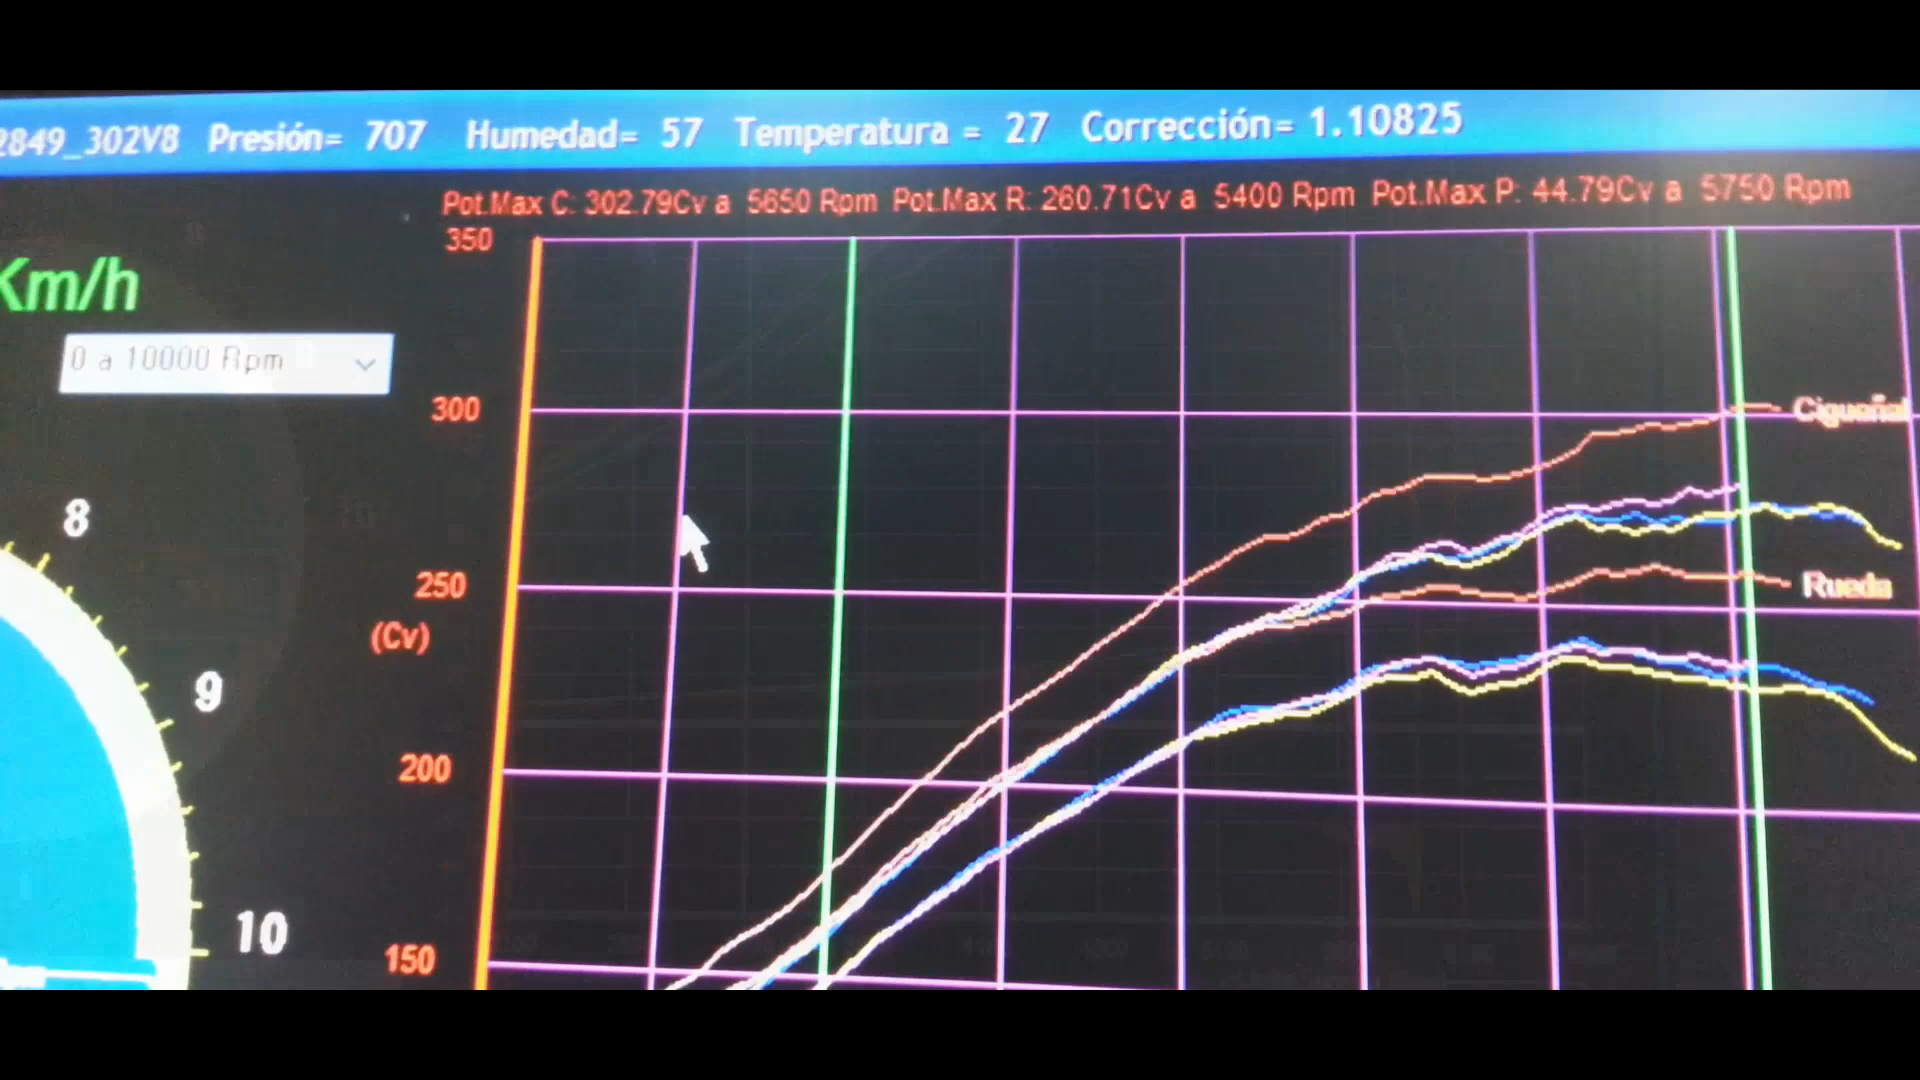 2849_302V8 Presión= 707 Humedad= 57 Temperatura = 27 Corrección= 1.10825
Pot.Max C: 302.79Cv a 5650 Rpm Pot.Max R: 260.71Cv a 5400 Rpm Pot.Max P: 44.79Cv a 5750 Rpm
350
Km/h
0 a 10000 Rpm
300
Cigueñal
8
250
Rueda
(Cv)
9
200
10
150